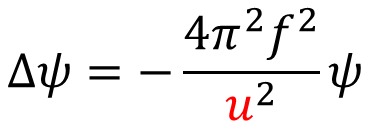 Δψ = − 4π²f² / u² ψ